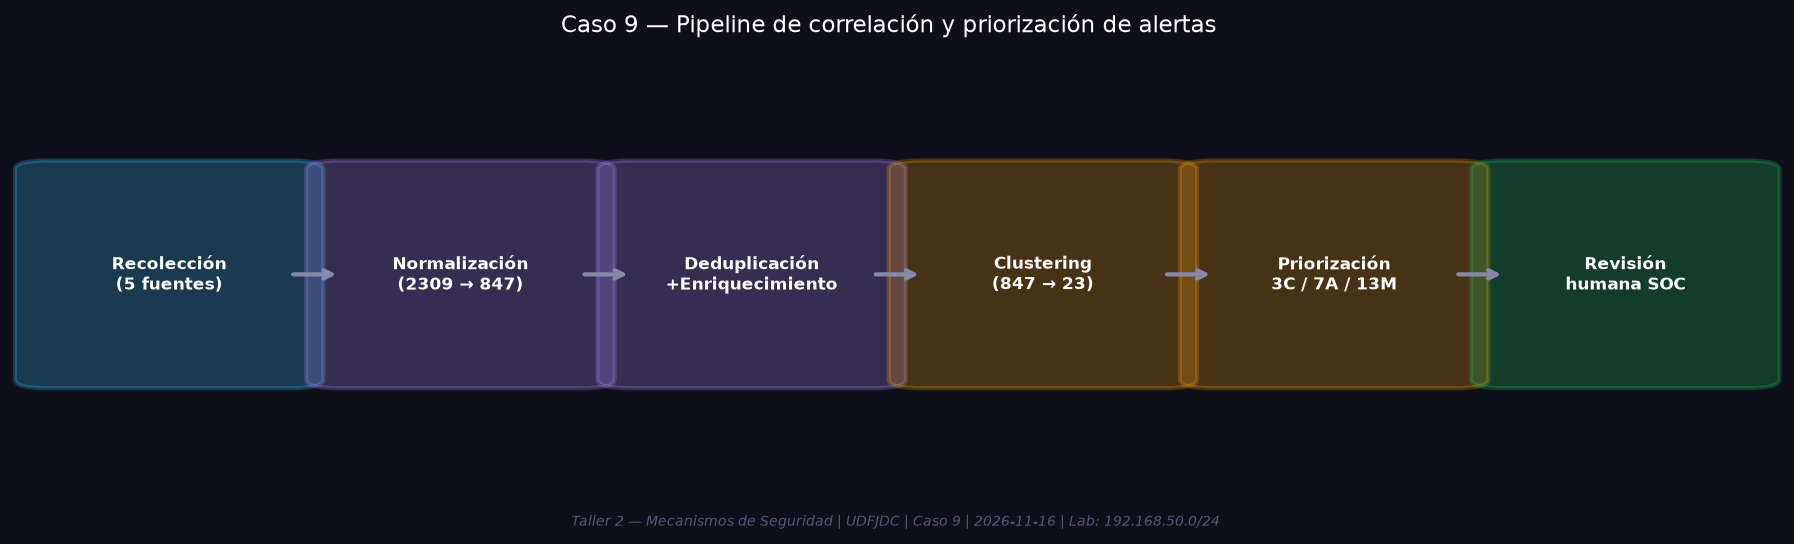 Caso 9 — Pipeline de correlación y priorización de alertas
Recolección
(5 fuentes)
Normalización
(2309 → 847)
Deduplicación
+Enriquecimiento
Clustering
(847 → 23)
Priorización
3C / 7A / 13M
Revisión
humana SOC
Taller 2 — Mecanismos de Seguridad | UDFJDC | Caso 9 | 2026-11-16 | Lab: 192.168.50.0/24